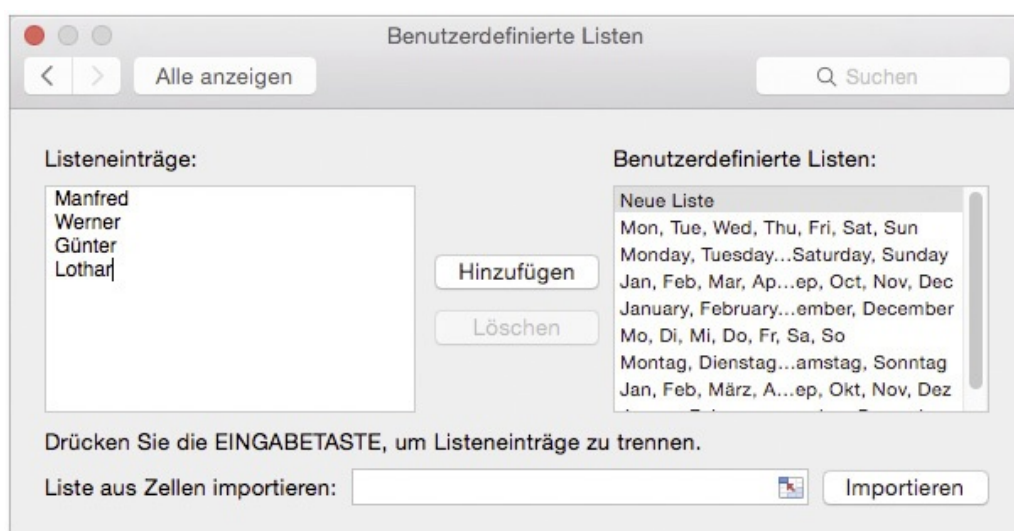 Benutzerdefinierte Listen
Alle anzeigen
Suchen
Listeneinträge:
Manfred
Werner
Günter
Lothar
Hinzufügen
Löschen
Benutzerdefinierte Listen:
Neue Liste
Mon, Tue, Wed, Thu, Fri, Sat, Sun
Monday, Tuesday...Saturday, Sunday
Jan, Feb, Mar, Ap...ep, Oct, Nov, Dec
January, February...ember, December
Mo, Di, Mi, Do, Fr, Sa, So
Montag, Dienstag...amstag, Sonntag
Jan, Feb, März, A...ep, Okt, Nov, Dez
Drücken Sie die EINGABETASTE, um Listeneinträge zu trennen.
Liste aus Zellen importieren:
Importieren